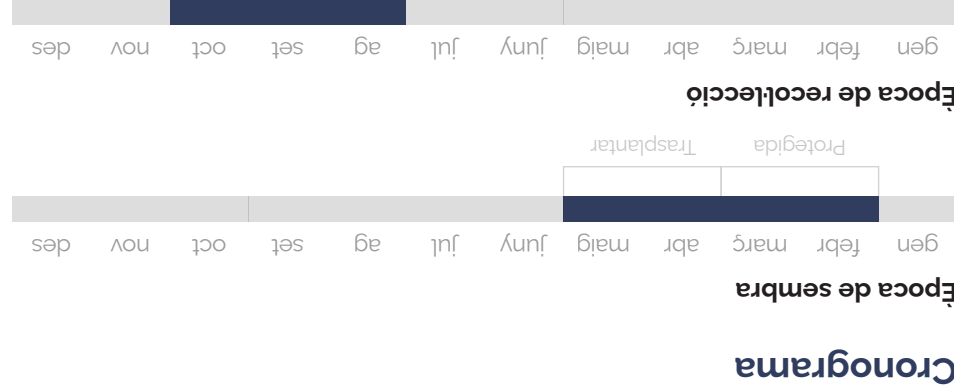 Cronograma
Època de sembra
gen febr març abr maig juny jul ag set oct nov des
Protegida Trasplantar
Època de recol·lecció
gen febr març abr maig juny jul ag set oct nov des